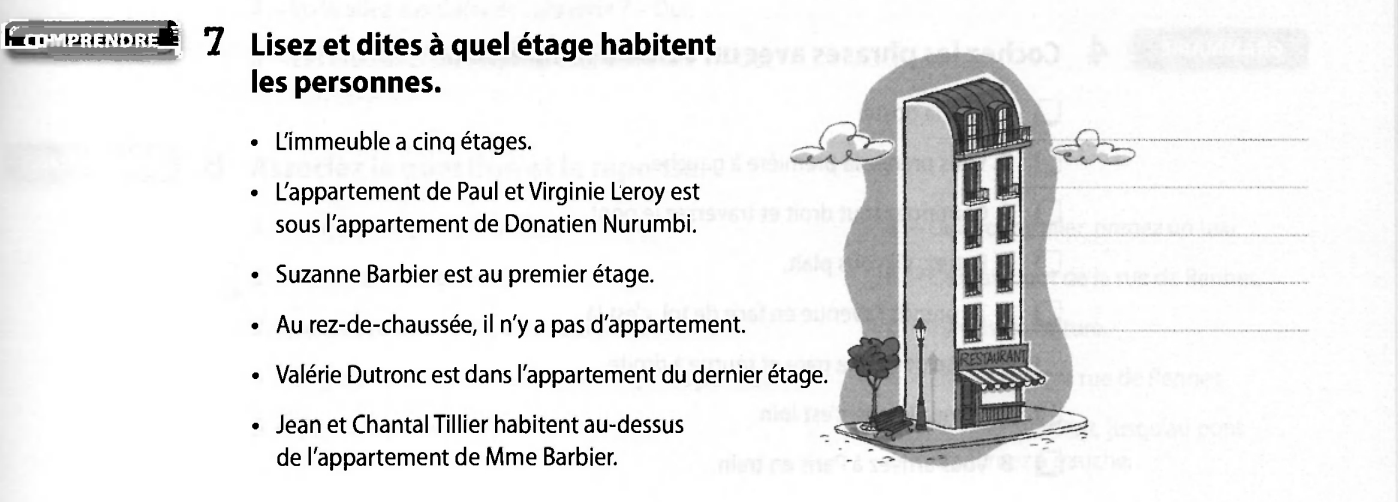 COMPRENDRE
7 Lisez et dites à quel étage habitent
les personnes.
• L'immeuble a cinq étages.
• L'appartement de Paul et Virginie Leroy est
sous l'appartement de Donatien Nurumbi.
• Suzanne Barbier est au premier étage.
• Au rez-de-chaussée, il n'y a pas d'appartement.
• Valérie Dutronc est dans l'appartement du dernier étage.
• Jean et Chantal Tillier habitent au-dessus
de l'appartement de Mme Barbier.
RESTAURANT